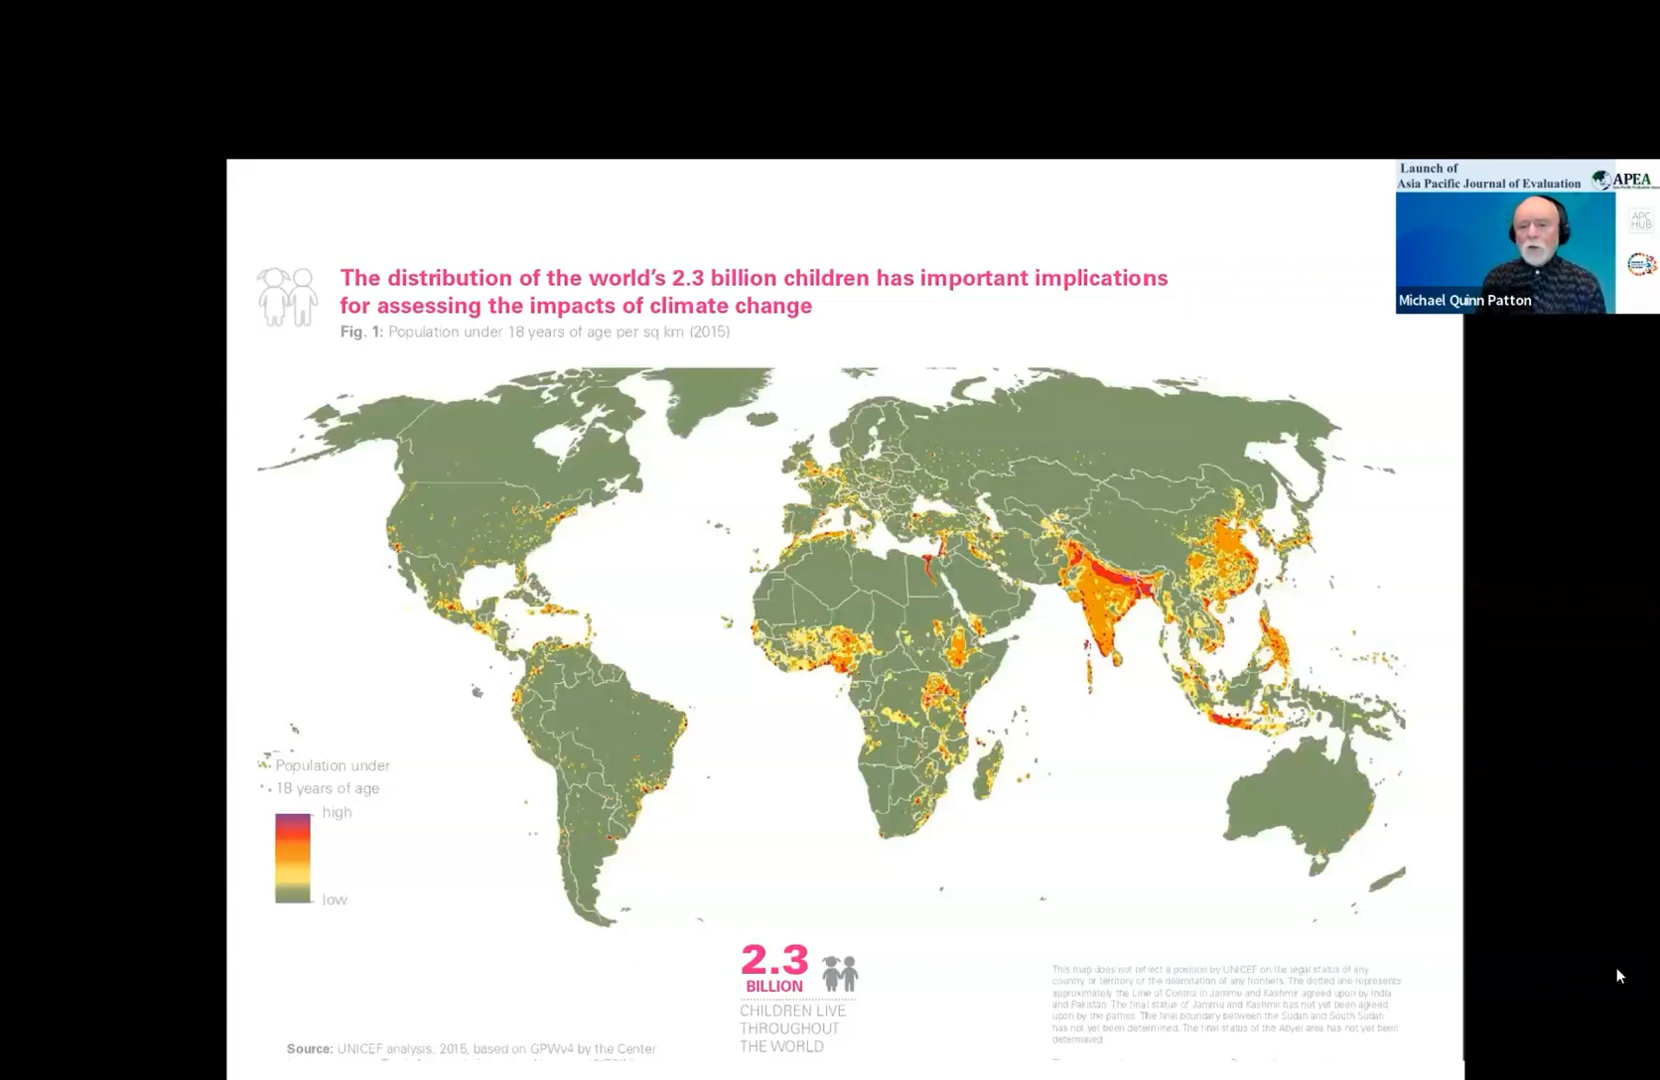 Launch of
Asia Pacific Journal of Evaluation
APEA
APC
HUB
Michael Quinn Patton
The distribution of the world's 2.3 billion children has important implications
for assessing the impacts of climate change
Fig. 1: Population under 18 years of age per sq km (2015)
Population under
18 years of age
high
low
2.3
BILLION
CHILDREN LIVE
THROUGHOUT
THE WORLD
This map does not reflect a position by UNICEF on the legal status of any
country or territory or the delimitation of any frontiers. The dotted line represents
approximately the Line of Control in Jammu and Kashmir agreed upon by India
and Pakistan. The final status of Jammu and Kashmir has not yet been agreed
upon by the parties. The final boundary between the Sudan and South Sudan
has not yet been determined. The final status of the Abyei area has not yet been
determined.
Source: UNICEF analysis, 2015, based on GPWv4 by the Center